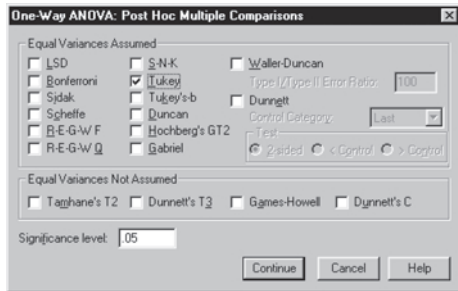 One-Way ANOVA: Post Hoc Multiple Comparisons
Equal Variances Assumed
LSD S-N-K Waller-Duncan
Bonferroni Tukey Type I/Type II Error Ratio: 100
Sidak Tukey's-b Dunnett
Scheffe Duncan Control Category: Last
R-E-G-W F Hochberg's GT2 Test
R-E-G-W Q Gabriel 2-sided < Control > Control
Equal Variances Not Assumed
Tamhane's T2 Dunnett's T3 Games-Howell Dunnett's C
Significance level: .05
Continue Cancel Help